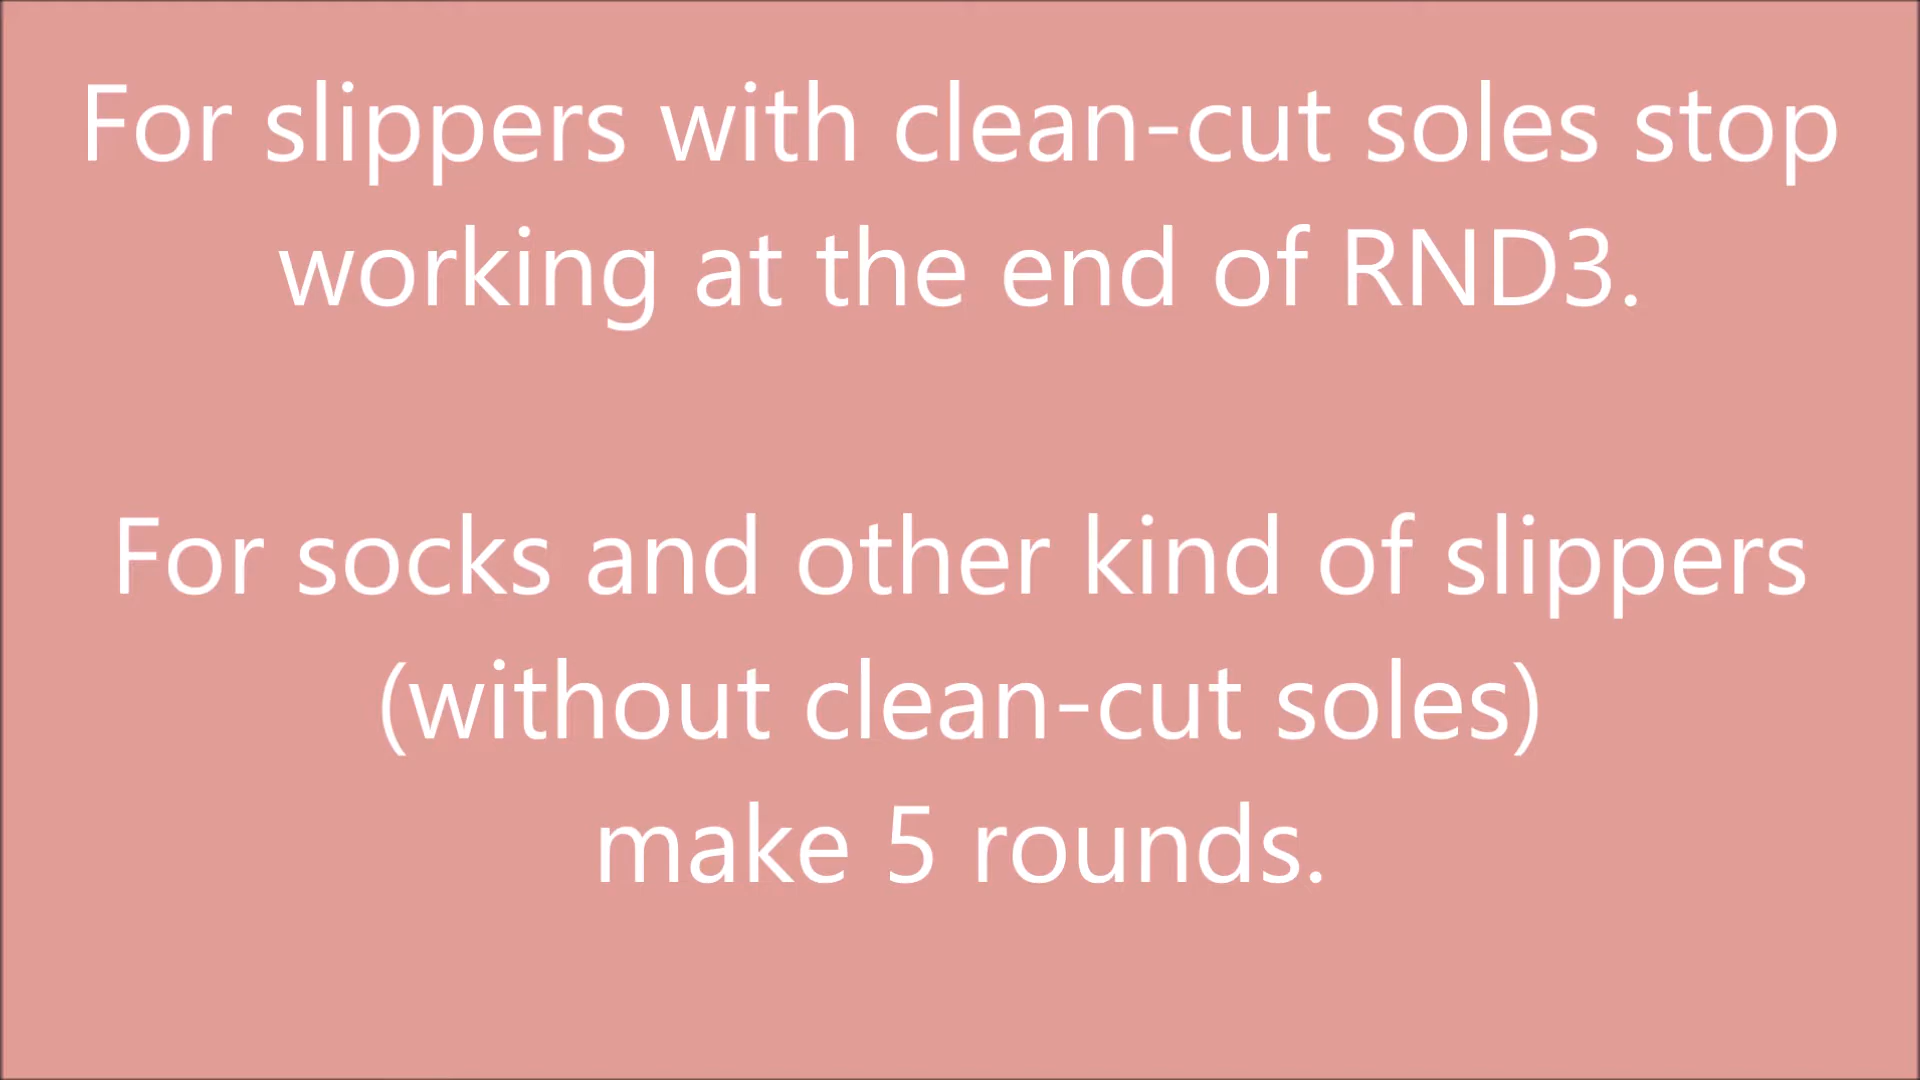 For slippers with clean-cut soles stop
working at the end of RND3.
For socks and other kind of slippers
(without clean-cut soles)
make 5 rounds.